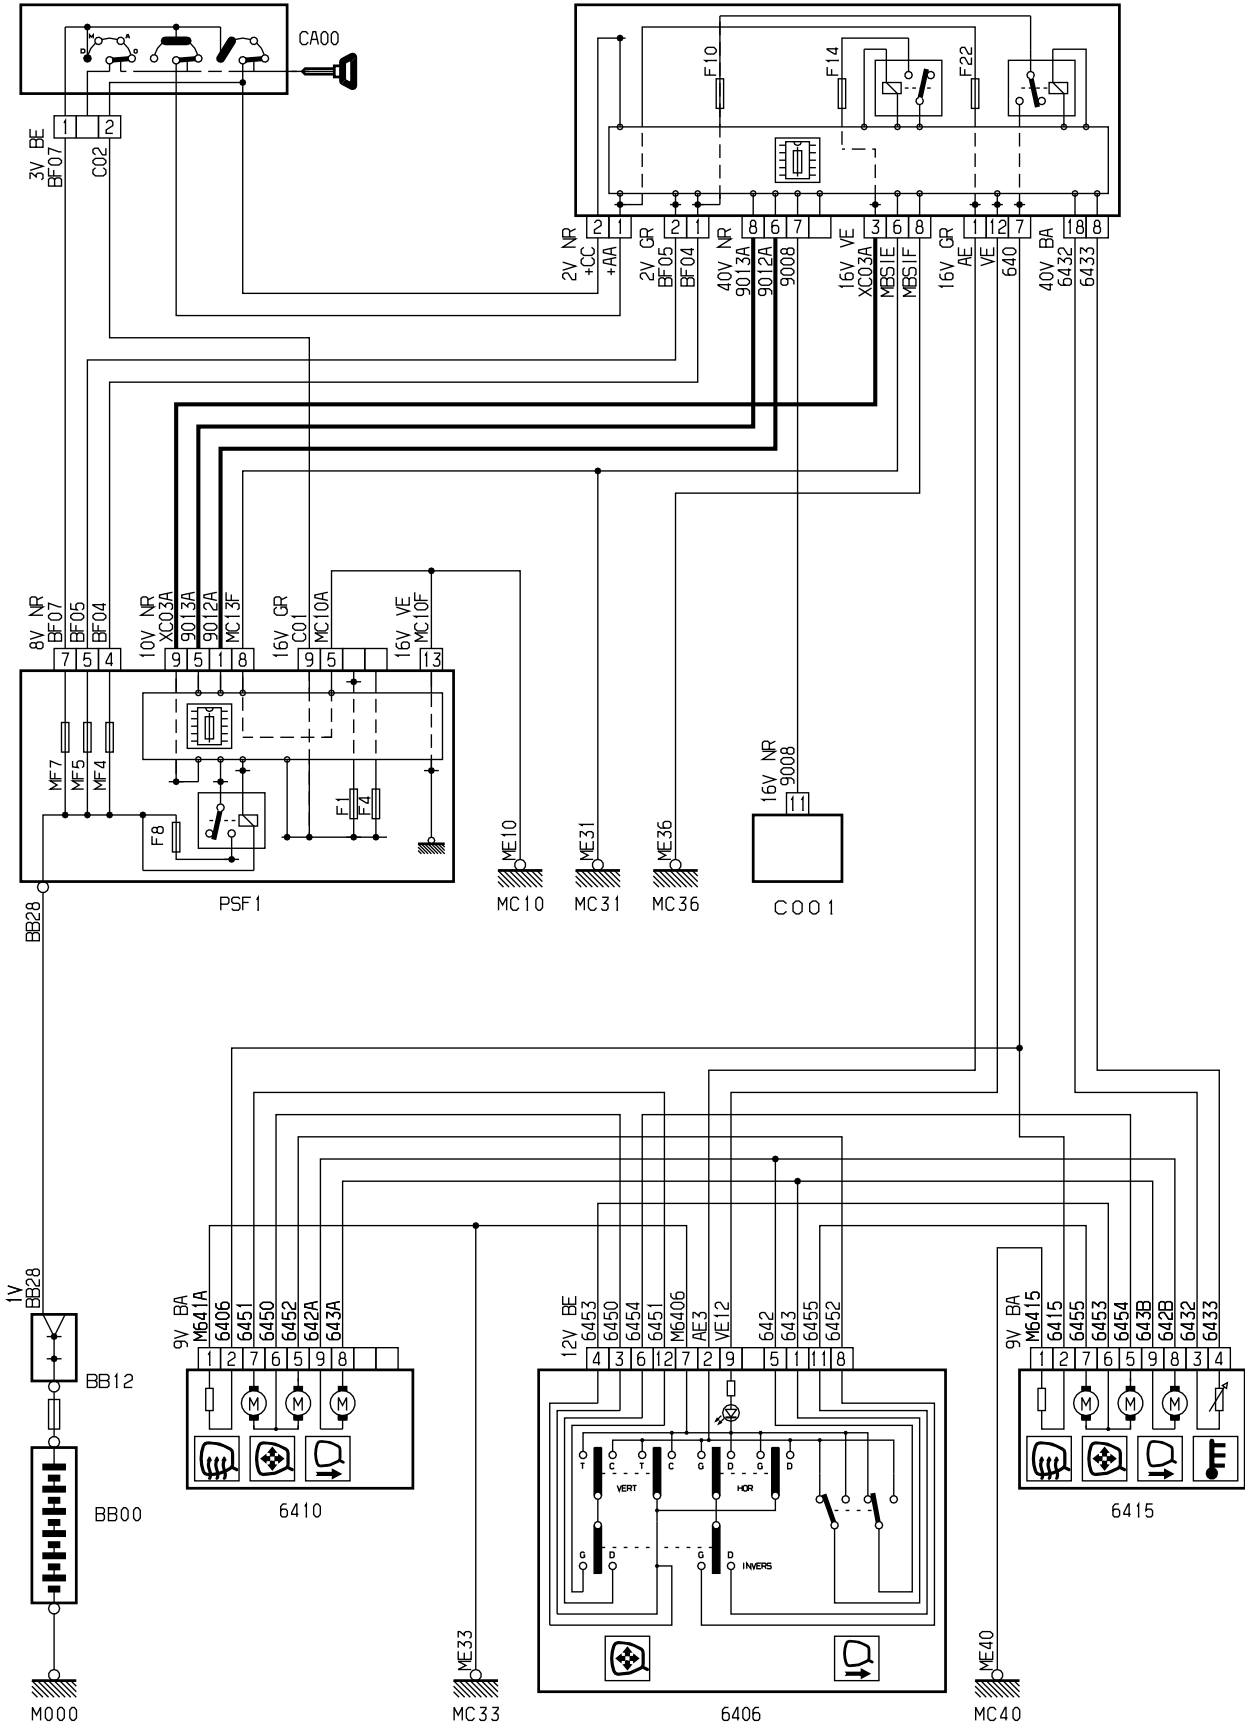 CA00
M A
D O
1 2
3V BE
BF07
C02
F10
F14
F22
2 1
2 1
8 6 7
3 6 8
1 12 7
18 8
2V NR
+CC
+AA
2V GR
BF05
BF04
40V NR
9013A
9012A
9008
16V VE
XC03A
MBS1E
MBS1F
16V GR
AE
VE
640
40V BA
6432
6433
8V NR
BF07
BF05
BF04
10V NR
XC03A
9013A
9012A
MC13F
16V GR
C01
MC10A
16V VE
MC10F
7 5 4
9 5 1 8
9 5
13
MF7
MF5
MF4
F8
F1
F4
PSF1
BB28
ME10
MC10
ME31
MC31
ME36
MC36
16V NR
9008
11
C001
1V
BB28
BB12
BB00
M000
9V BA
M641A
6406
6451
6450
6452
642A
643A
1 2 7 6 5 9 8
M M M
6410
ME33
MC33
12V BE
6453
6450
6454
6451
M6406
AE3
VE12
642
643
6455
6452
4 3 6 12 7 2 9 5 1 11 8
T C T C G D G D
VERT
HOR
G D G D
INVERS
6406
ME40
MC40
9V BA
M6415
6415
6455
6453
6454
643B
642B
6432
6433
1 2 7 6 5 9 8 3 4
M M M
6415